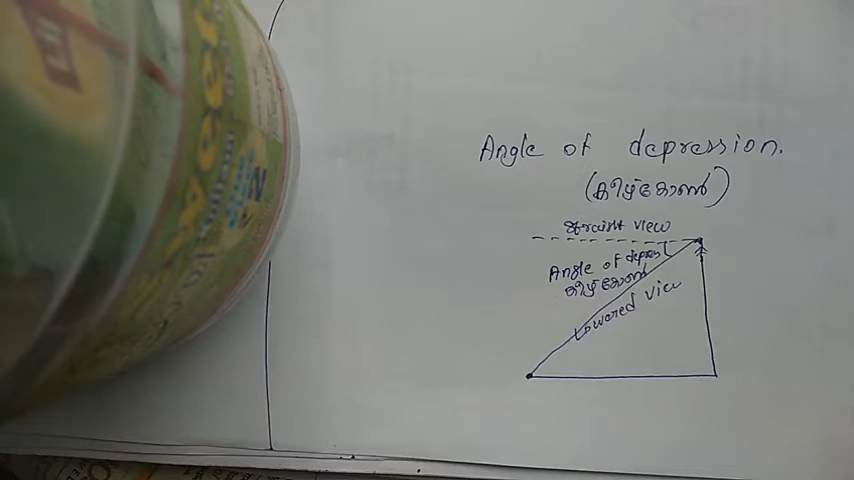 Angle of depression.
(കീഴ്കോൺ)
straight view
Angle of depres
കീഴ്കോൺ
Lowered view